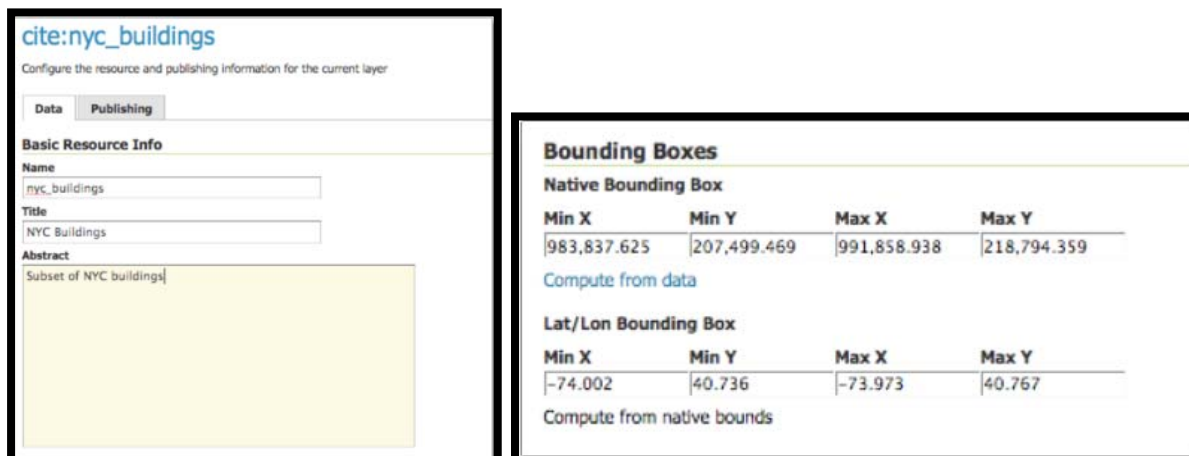 cite:nyc_buildings
Configure the resource and publishing information for the current layer
Data Publishing
Basic Resource Info
Name
nyc_buildings
Title
NYC Buildings
Abstract
Subset of NYC buildings
Bounding Boxes
Native Bounding Box
Min X Min Y Max X Max Y
983,837.625 207,499.469 991,858.938 218,794.359
Compute from data
Lat/Lon Bounding Box
Min X Min Y Max X Max Y
-74.002 40.736 -73.973 40.767
Compute from native bounds